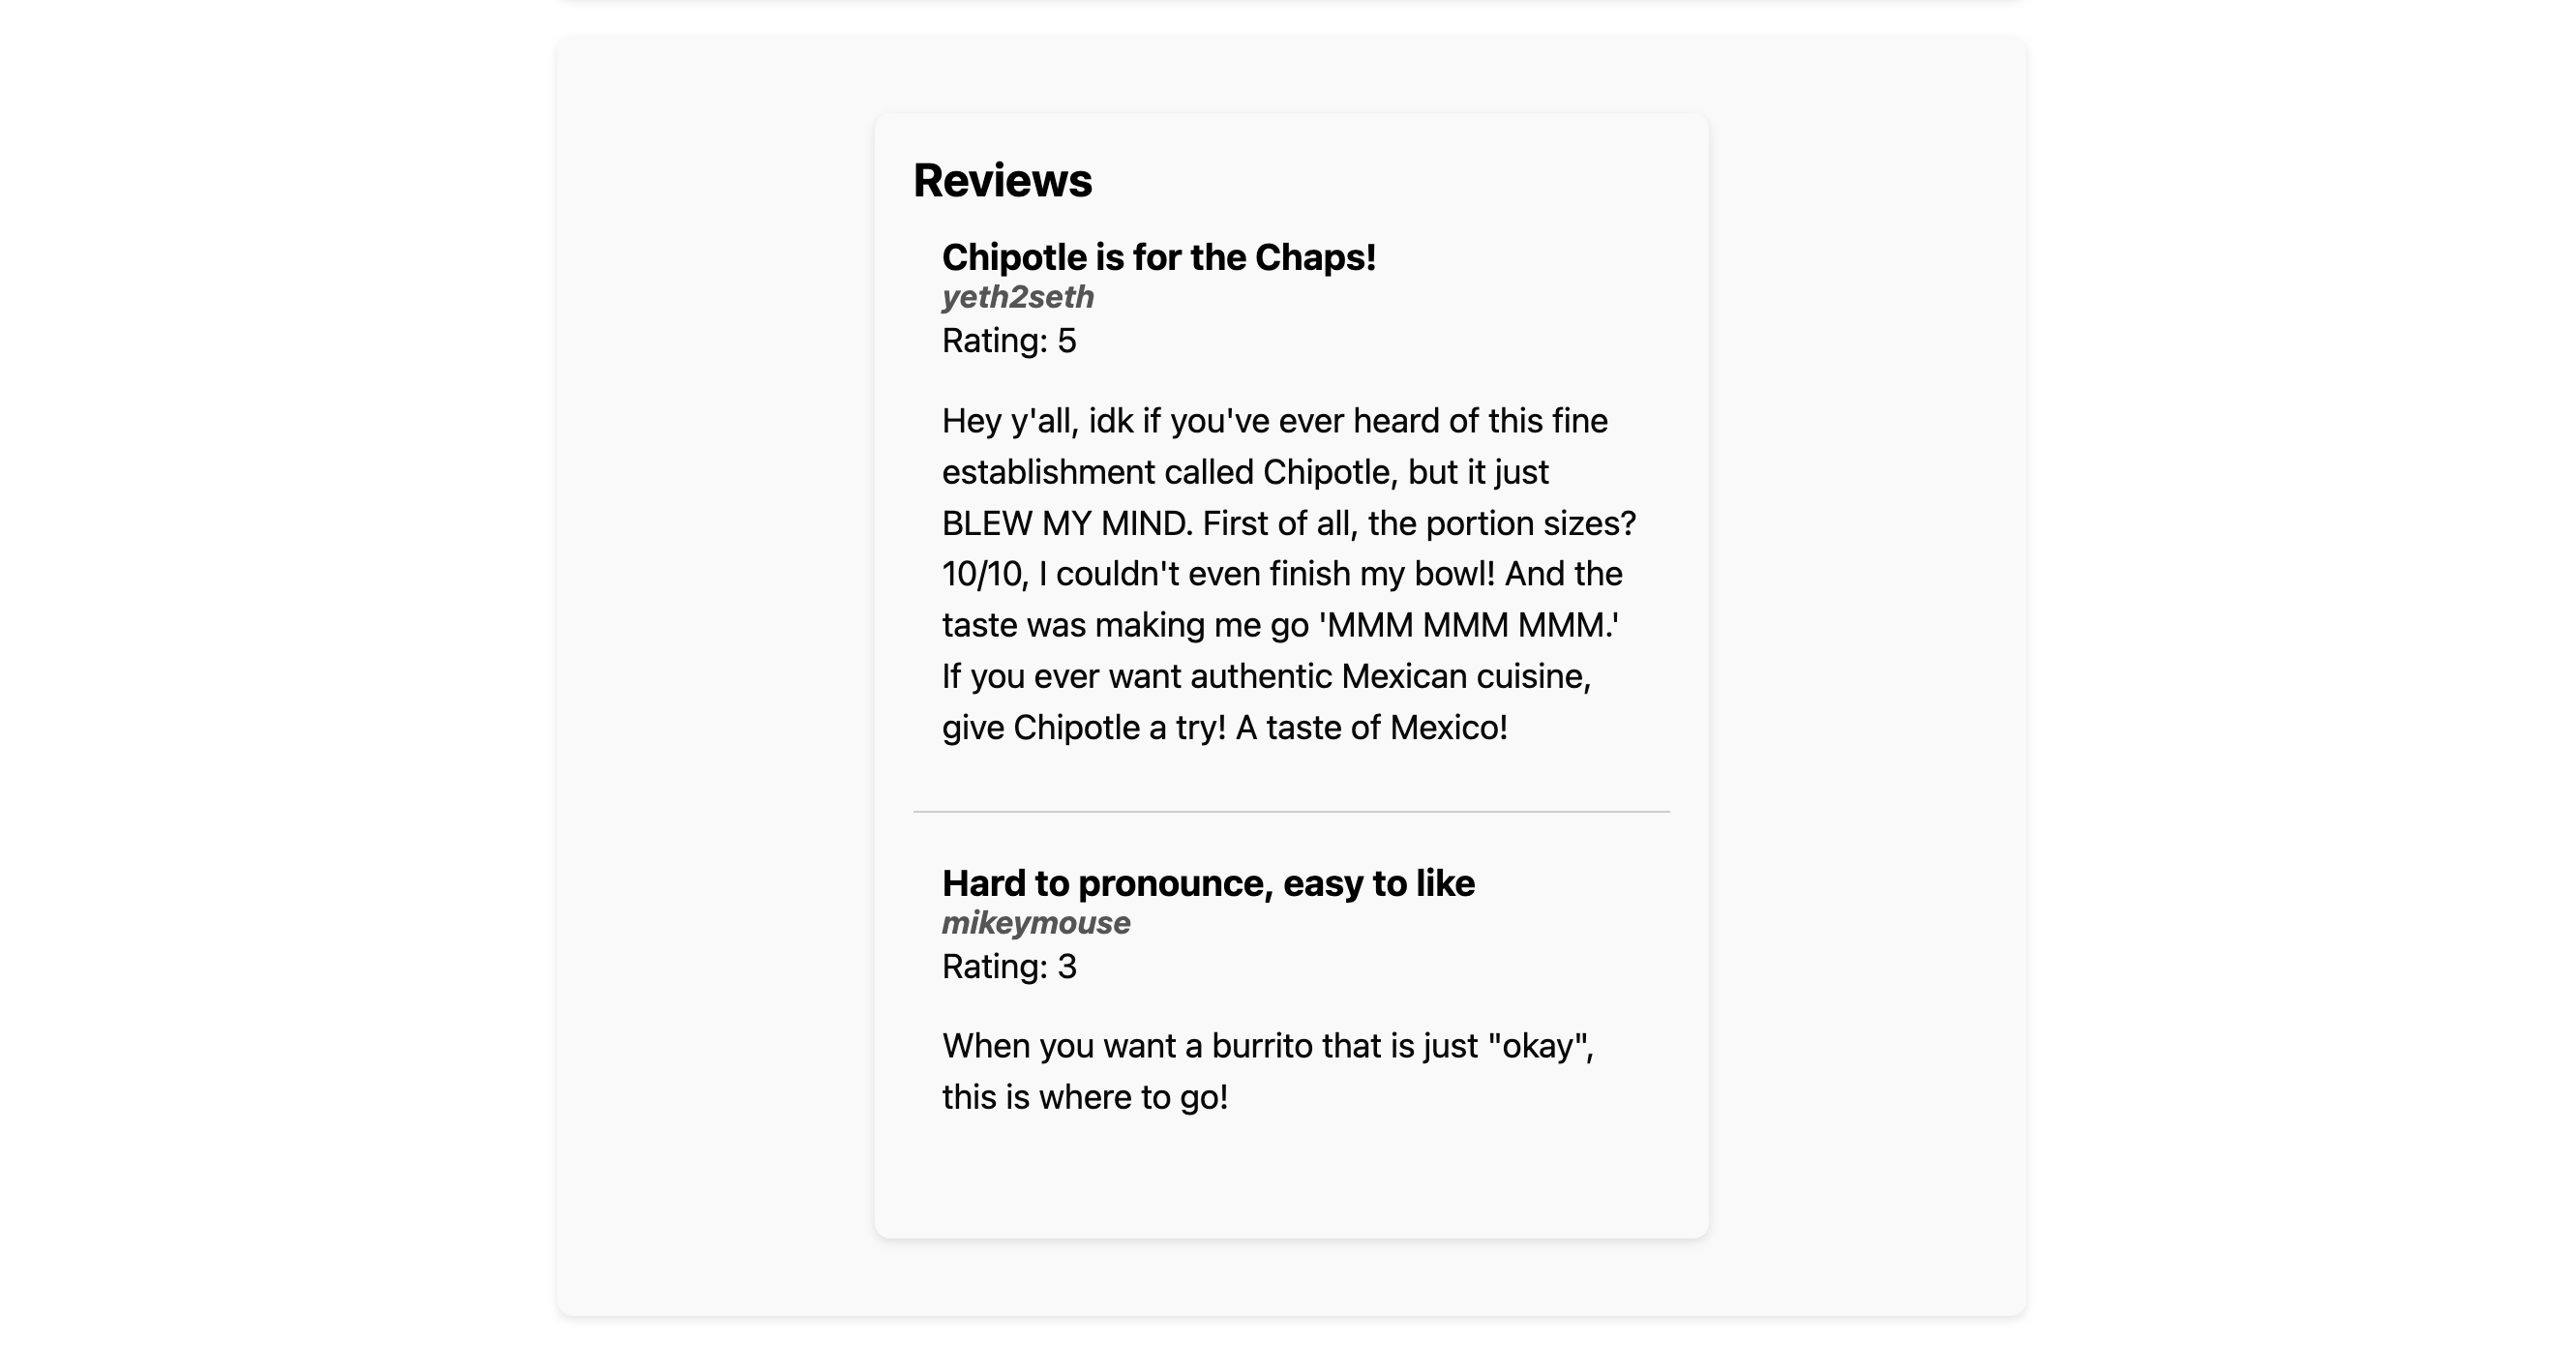 Reviews
Chipotle is for the Chaps!
yeth2seth
Rating: 5
Hey y'all, idk if you've ever heard of this fine
establishment called Chipotle, but it just
BLEW MY MIND. First of all, the portion sizes?
10/10, I couldn't even finish my bowl! And the
taste was making me go 'MMM MMM MMM.'
If you ever want authentic Mexican cuisine,
give Chipotle a try! A taste of Mexico!
Hard to pronounce, easy to like
mikeymouse
Rating: 3
When you want a burrito that is just "okay",
this is where to go!